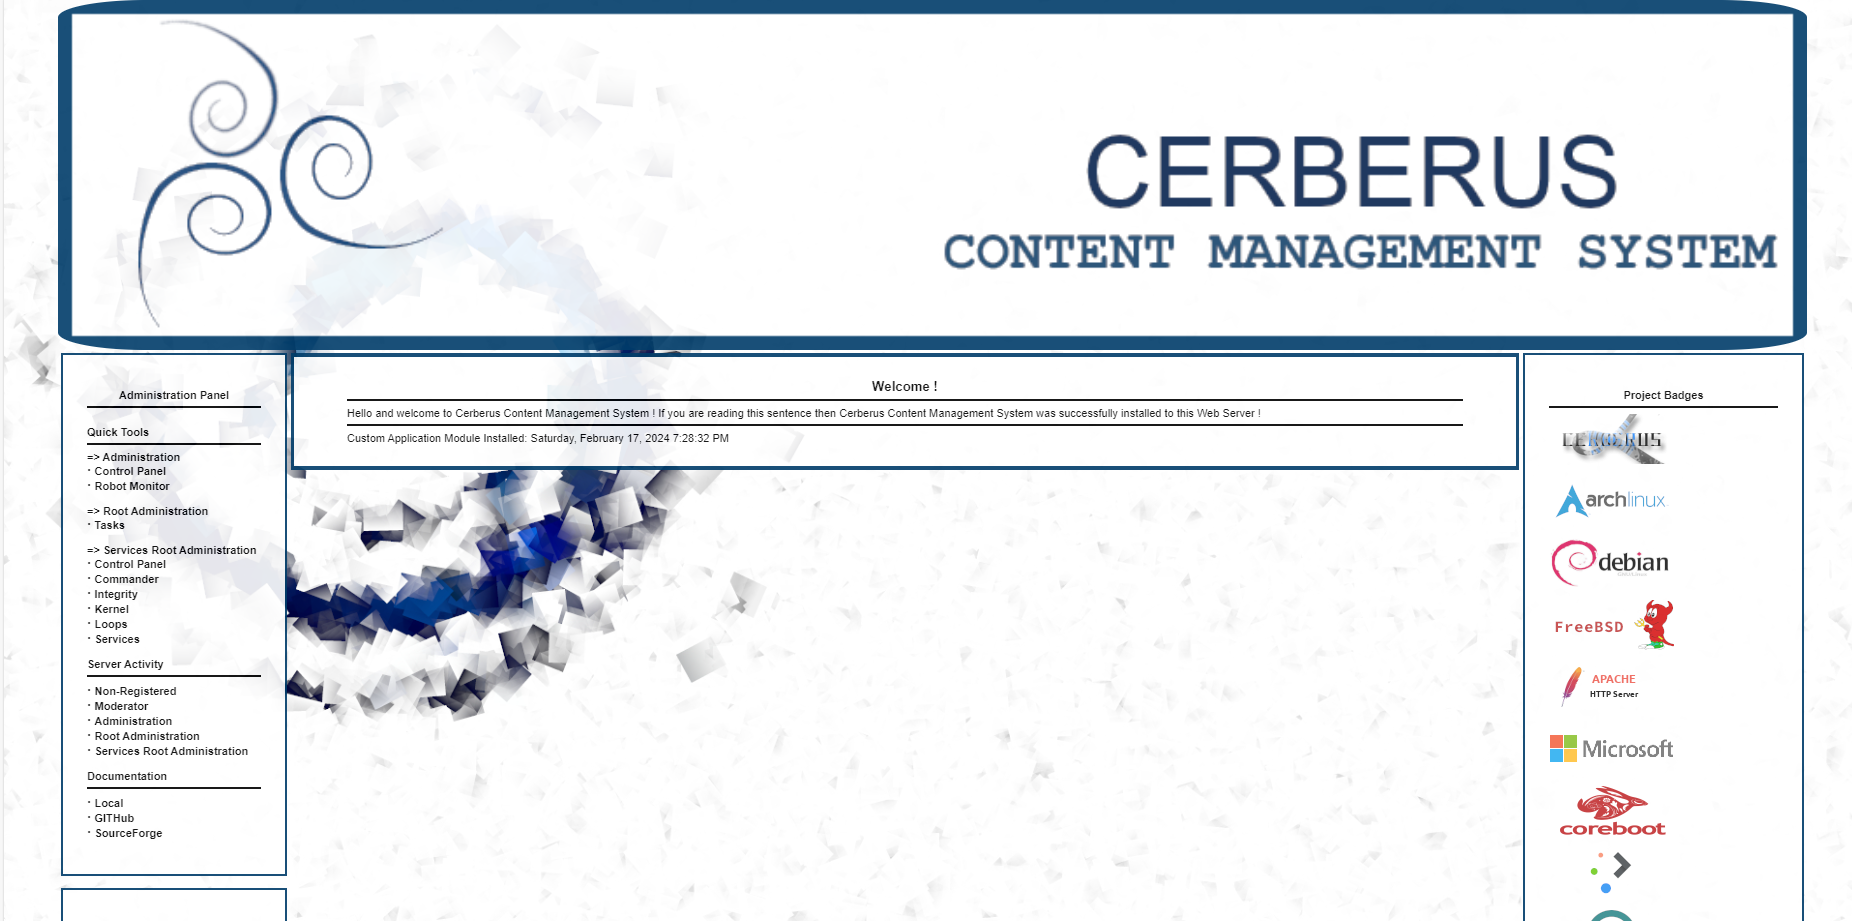 CERBERUS
CONTENT MANAGEMENT SYSTEM
Administration Panel
Quick Tools
=> Administration
· Control Panel
· Robot Monitor
=> Root Administration
· Tasks
=> Services Root Administration
· Control Panel
· Commander
· Integrity
· Kernel
· Loops
· Services
Server Activity
· Non-Registered
· Moderator
· Administration
· Root Administration
· Services Root Administration
Documentation
· Local
· GITHub
· SourceForge
Welcome !
Hello and welcome to Cerberus Content Management System ! If you are reading this sentence then Cerberus Content Management System was successfully installed to this Web Server !
Custom Application Module Installed: Saturday, February 17, 2024 7:28:32 PM
Project Badges
CERBERUS
archlinux
debian
FreeBSD
APACHE
HTTP Server
Microsoft
coreboot